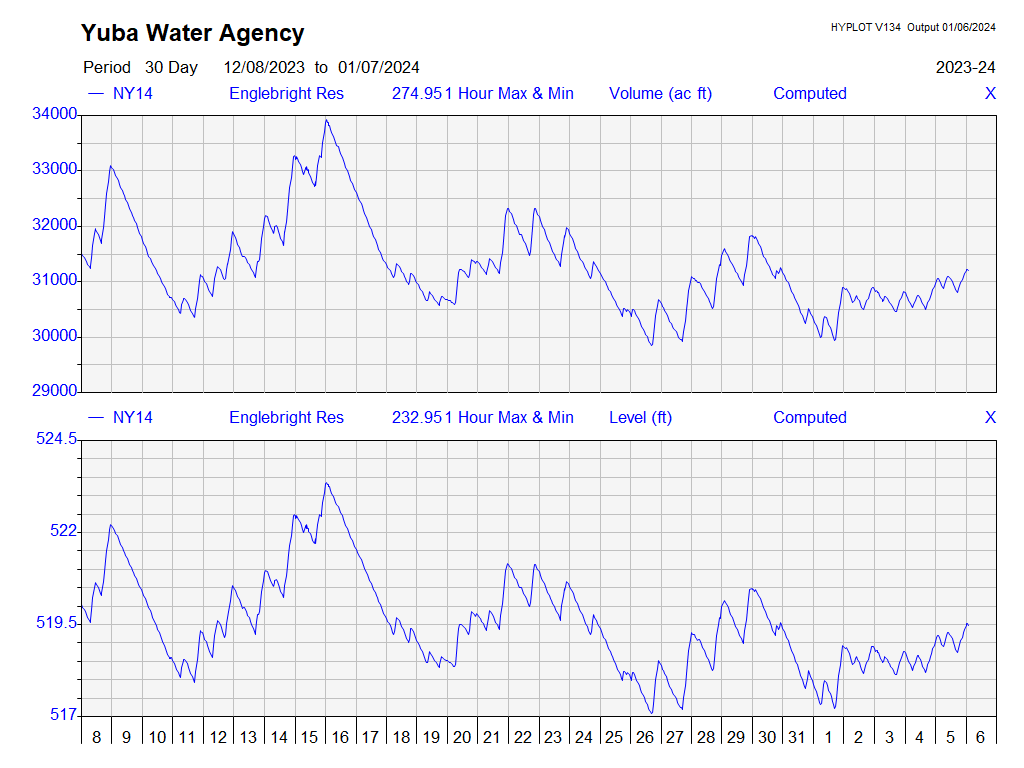 Yuba Water Agency
HYPLOT V134 Output 01/06/2024
Period 30 Day 12/08/2023 to 01/07/2024
2023-24
NY14 Englebright Res 274.951 Hour Max & Min Volume (ac ft) Computed X
34000
33000
32000
31000
30000
29000
NY14 Englebright Res 232.951 Hour Max & Min Level (ft) Computed X
524.5
522
519.5
517
8 9 10 11 12 13 14 15 16 17 18 19 20 21 22 23 24 25 26 27 28 29 30 31 1 2 3 4 5 6